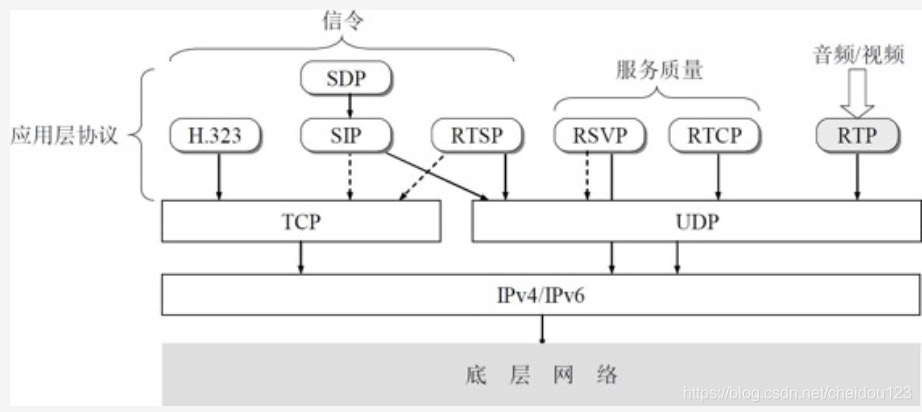 信令
音频/视频
服务质量
SDP
应用层协议
H.323
SIP
RTSP
RSVP
RTCP
RTP
TCP
UDP
IPv4/IPv6
底 层 网 络
https://blog.csdn.net/cheidou123